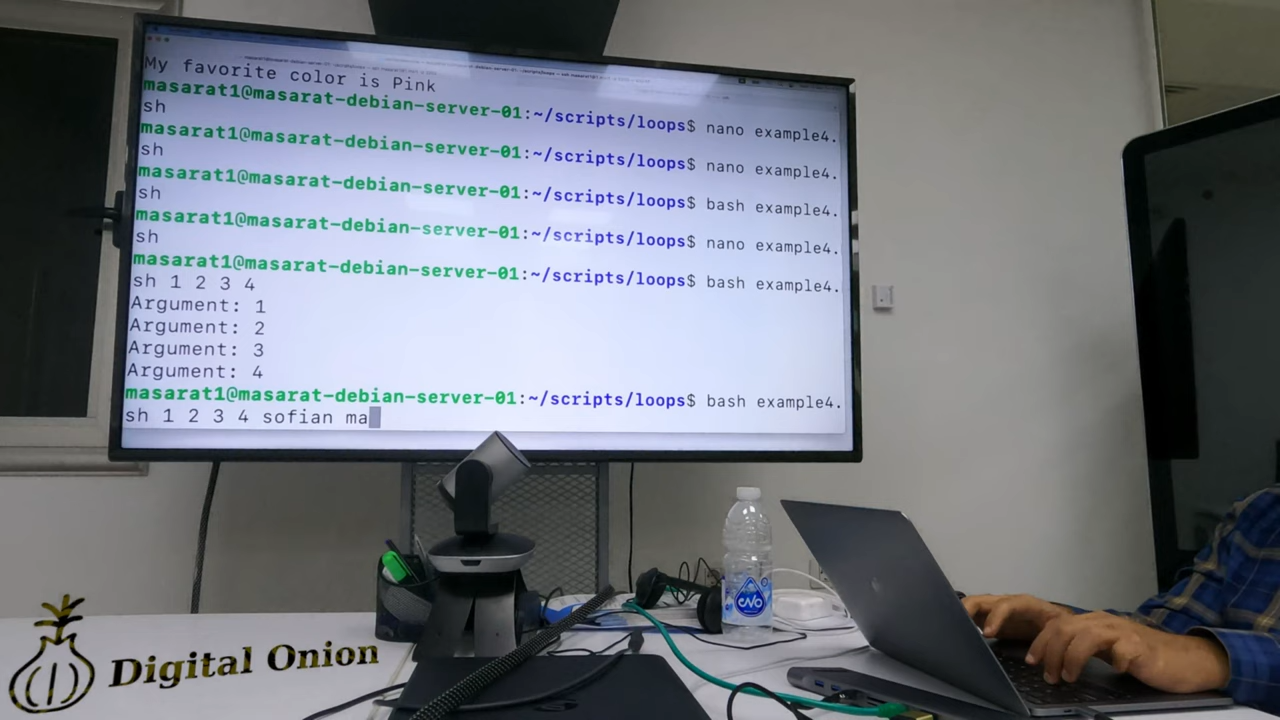 My favorite color is Pink
masarat1@masarat-debian-server-01:~/scripts/loops$ nano example4.
sh
masarat1@masarat-debian-server-01:~/scripts/loops$ nano example4.
sh
masarat1@masarat-debian-server-01:~/scripts/loops$ bash example4.
sh
masarat1@masarat-debian-server-01:~/scripts/loops$ nano example4.
sh
masarat1@masarat-debian-server-01:~/scripts/loops$ bash example4.
sh 1 2 3 4
Argument: 1
Argument: 2
Argument: 3
Argument: 4
masarat1@masarat-debian-server-01:~/scripts/loops$ bash example4.
sh 1 2 3 4 sofian ma
Digital Onion